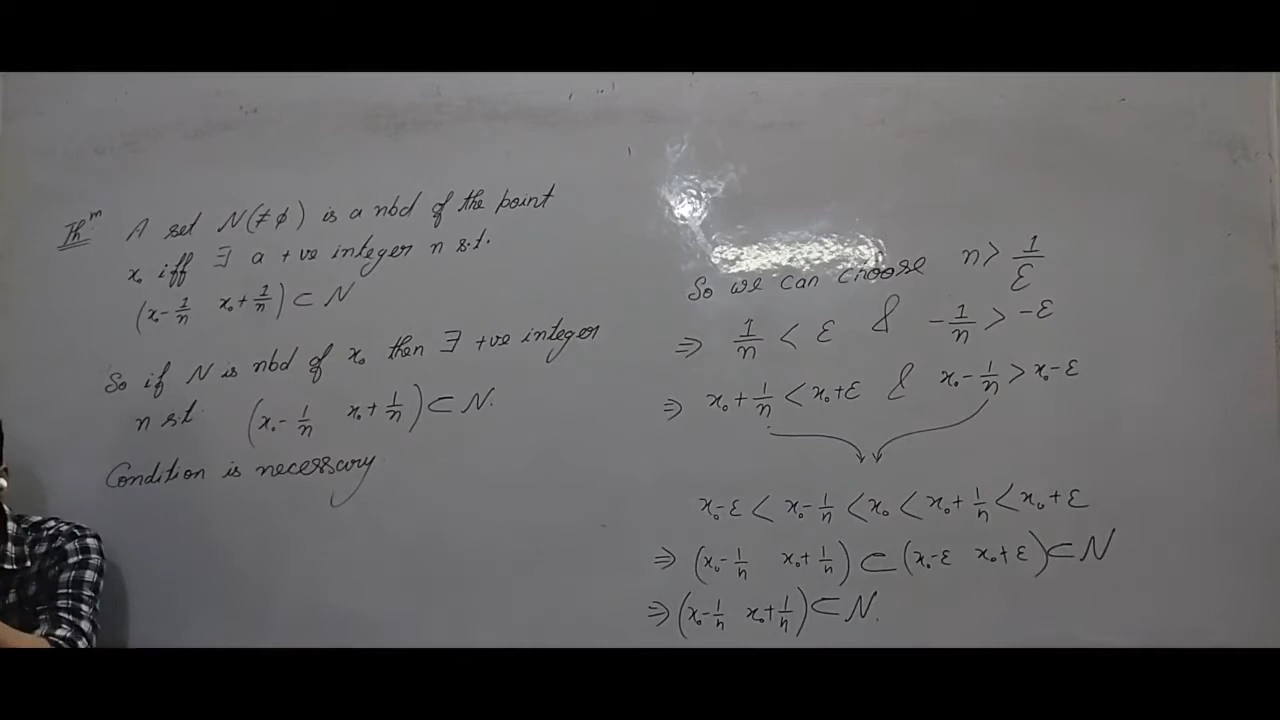 Th^m A set N(≠ϕ) is a nbd of the point
x₀ iff ∃ a +ve integer n s.t.
(x₀-1/n x₀+1/n) ⊂ N
So if N is nbd of x₀ then ∃ +ve integer
n s.t. (x₀-1/n x₀+1/n) ⊂ N.
Condition is necessary
So we can choose n > 1/ε
⇒ 1/n < ε & -1/n > -ε
⇒ x₀+1/n < x₀+ε & x₀-1/n > x₀-ε
x₀-ε < x₀-1/n < x₀ < x₀+1/n < x₀+ε
⇒ (x₀-1/n x₀+1/n) ⊂ (x₀-ε x₀+ε) ⊂ N
⇒ (x₀-1/n x₀+1/n) ⊂ N.